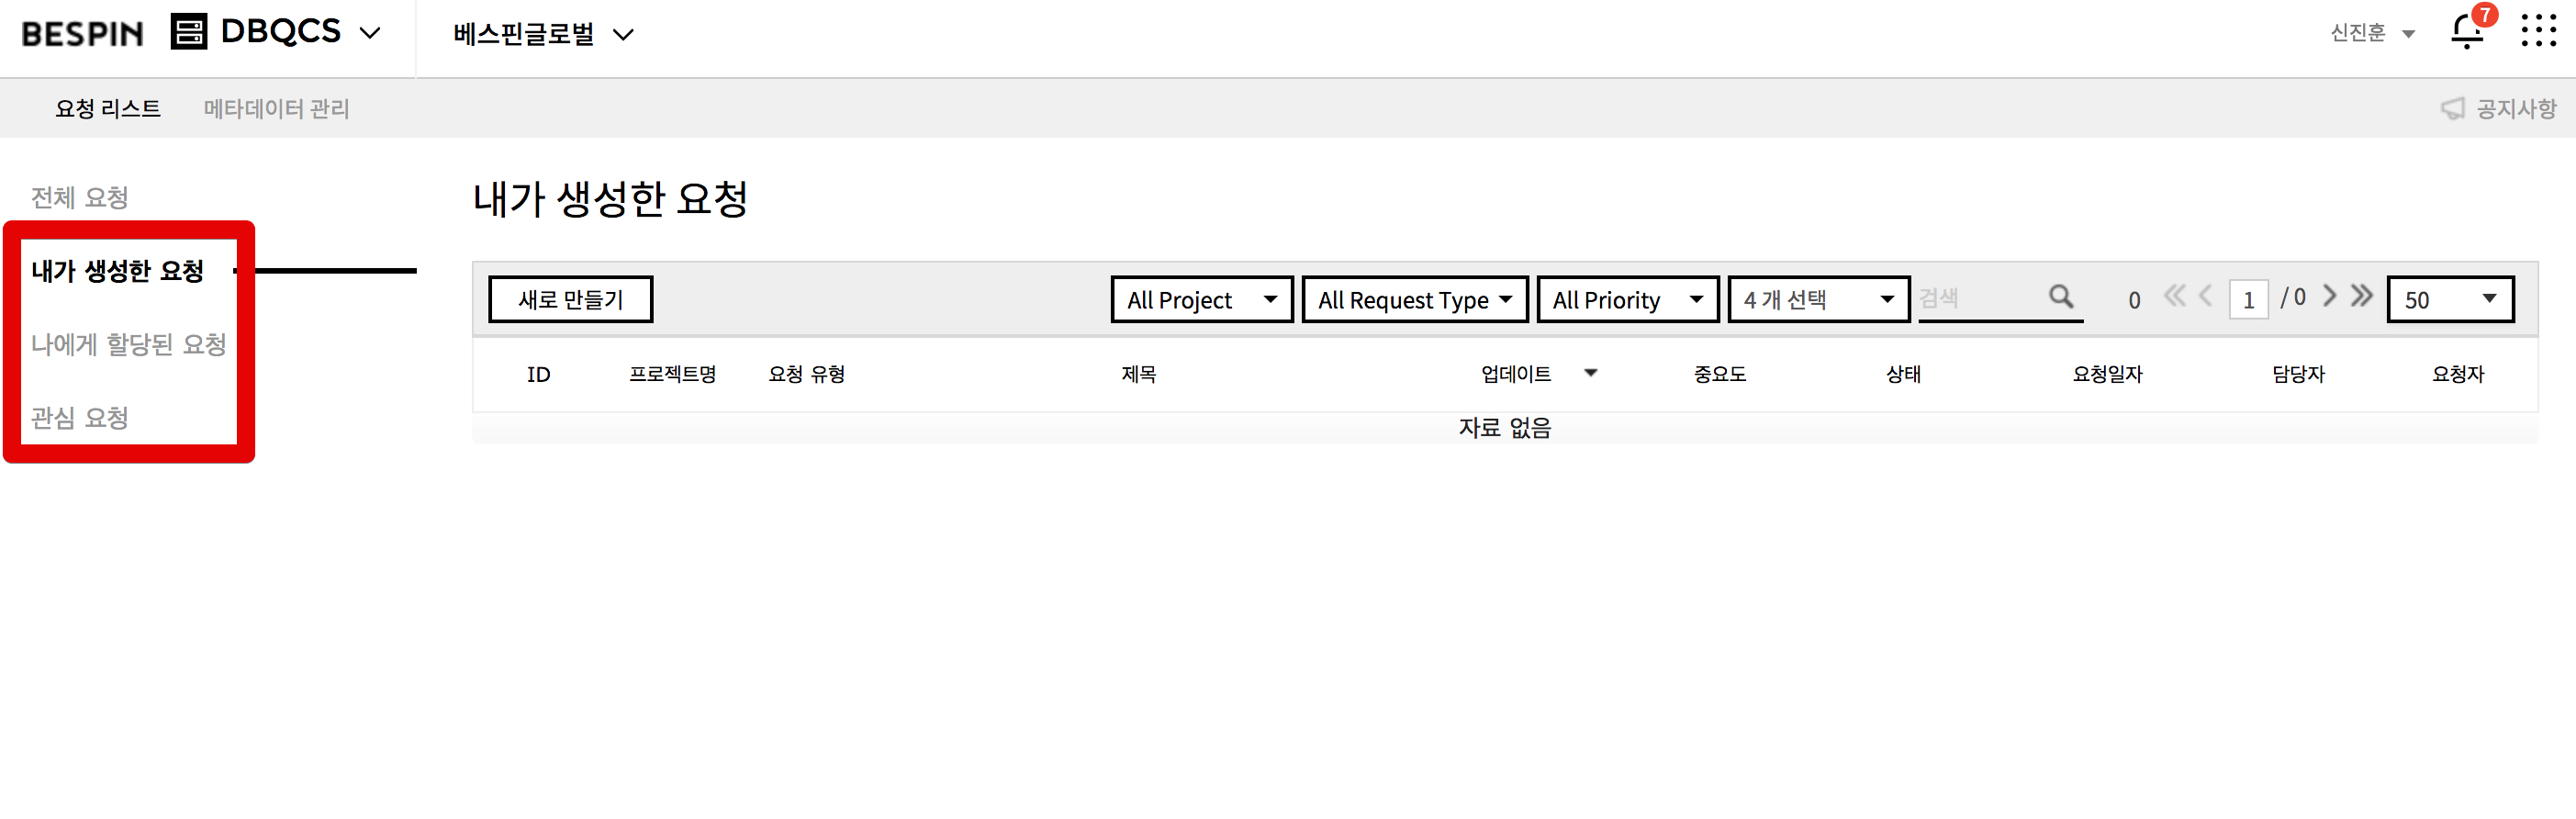 BESPIN DBQCS 베스핀글로벌 신진훈 7
요청 리스트 메타데이터 관리 공지사항
전체 요청
내가 생성한 요청
나에게 할당된 요청
관심 요청
내가 생성한 요청
새로 만들기 All Project All Request Type All Priority 4 개 선택 검색 0 1 / 0 50
ID 프로젝트명 요청 유형 제목 업데이트 중요도 상태 요청일자 담당자 요청자
자료 없음